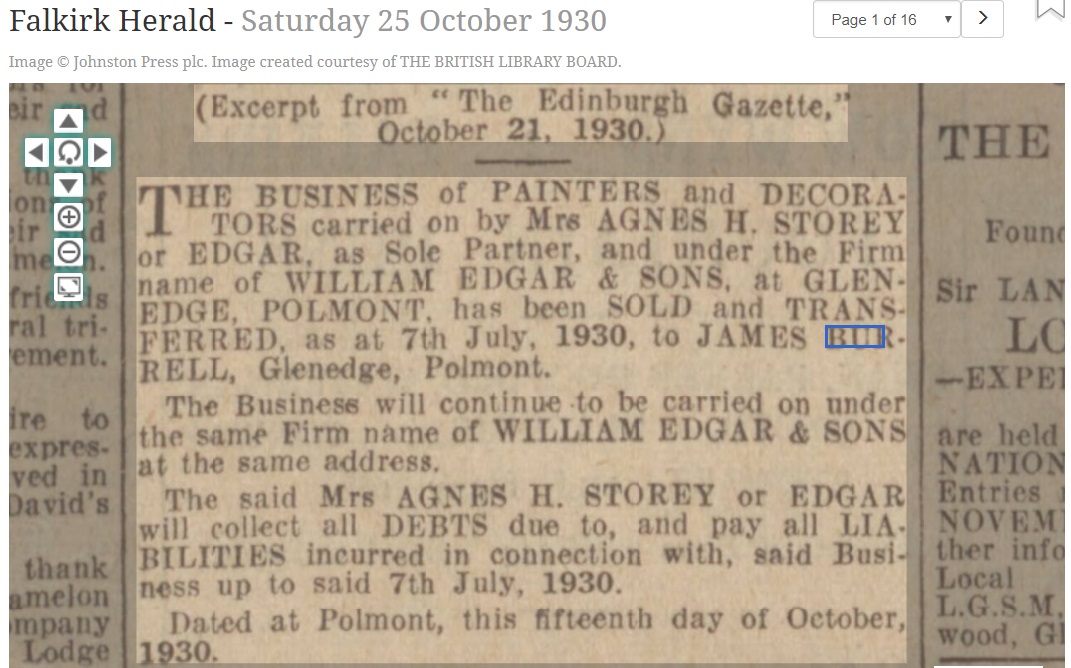 Falkirk Herald - Saturday 25 October 1930
Page 1 of 16
Image © Johnston Press plc. Image created courtesy of THE BRITISH LIBRARY BOARD.
(Excerpt from "The Edinburgh Gazette,"
October 21, 1930.)
THE BUSINESS of PAINTERS and DECORA-
TORS carried on by Mrs AGNES H. STOREY
or EDGAR, as Sole Partner, and under the Firm
name of WILLIAM EDGAR & SONS, at GLEN-
EDGE, POLMONT, has been SOLD and TRANS-
FERRED, as at 7th July, 1930, to JAMES BUR-
RELL, Glenedge, Polmont.
The Business will continue to be carried on under
the same Firm name of WILLIAM EDGAR & SONS
at the same address.
The said Mrs AGNES H. STOREY or EDGAR
will collect all DEBTS due to, and pay all LIA-
BILITIES incurred in connection with, said Busi-
ness up to said 7th July, 1930.
Dated at Polmont, this fifteenth day of October,
1930.
ral tri-
ement.
ire to
expres-
ved in
David's
thank
amelon
mpany
Lodge
THE
Found
Sir LAN
LO
—EXPE
are held
NATION
Entries
NOVEM
ther info
Local
L.G.S.M.
wood, Gl